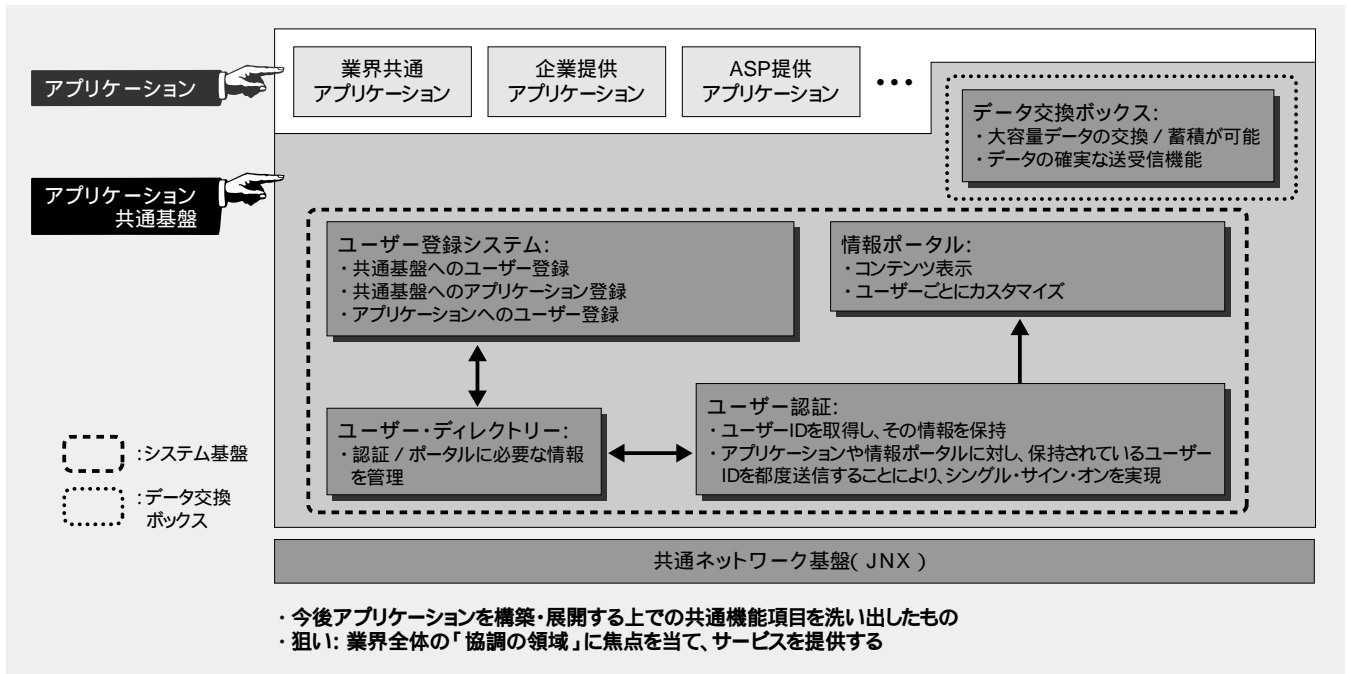 アプリケーション
業界共通
アプリケーション
企業提供
アプリケーション
ASP提供
アプリケーション
•••
データ交換ボックス:
・大容量データの交換 / 蓄積が可能
・データの確実な送受信機能
アプリケーション
共通基盤
ユーザー登録システム:
・共通基盤へのユーザー登録
・共通基盤へのアプリケーション登録
・アプリケーションへのユーザー登録
情報ポータル:
・コンテンツ表示
・ユーザーごとにカスタマイズ
ユーザー・ディレクトリー:
・認証 / ポータルに必要な情報
を管理
ユーザー認証:
・ユーザーIDを取得し、その情報を保持
・アプリケーションや情報ポータルに対し、保持されているユーザー
IDを都度送信することにより、シングル・サイン・オンを実現
:システム基盤
:データ交換
ボックス
共通ネットワーク基盤( JNX )
・今後アプリケーションを構築・展開する上での共通機能項目を洗い出したもの
・狙い: 業界全体の「協調の領域」に焦点を当て、サービスを提供する